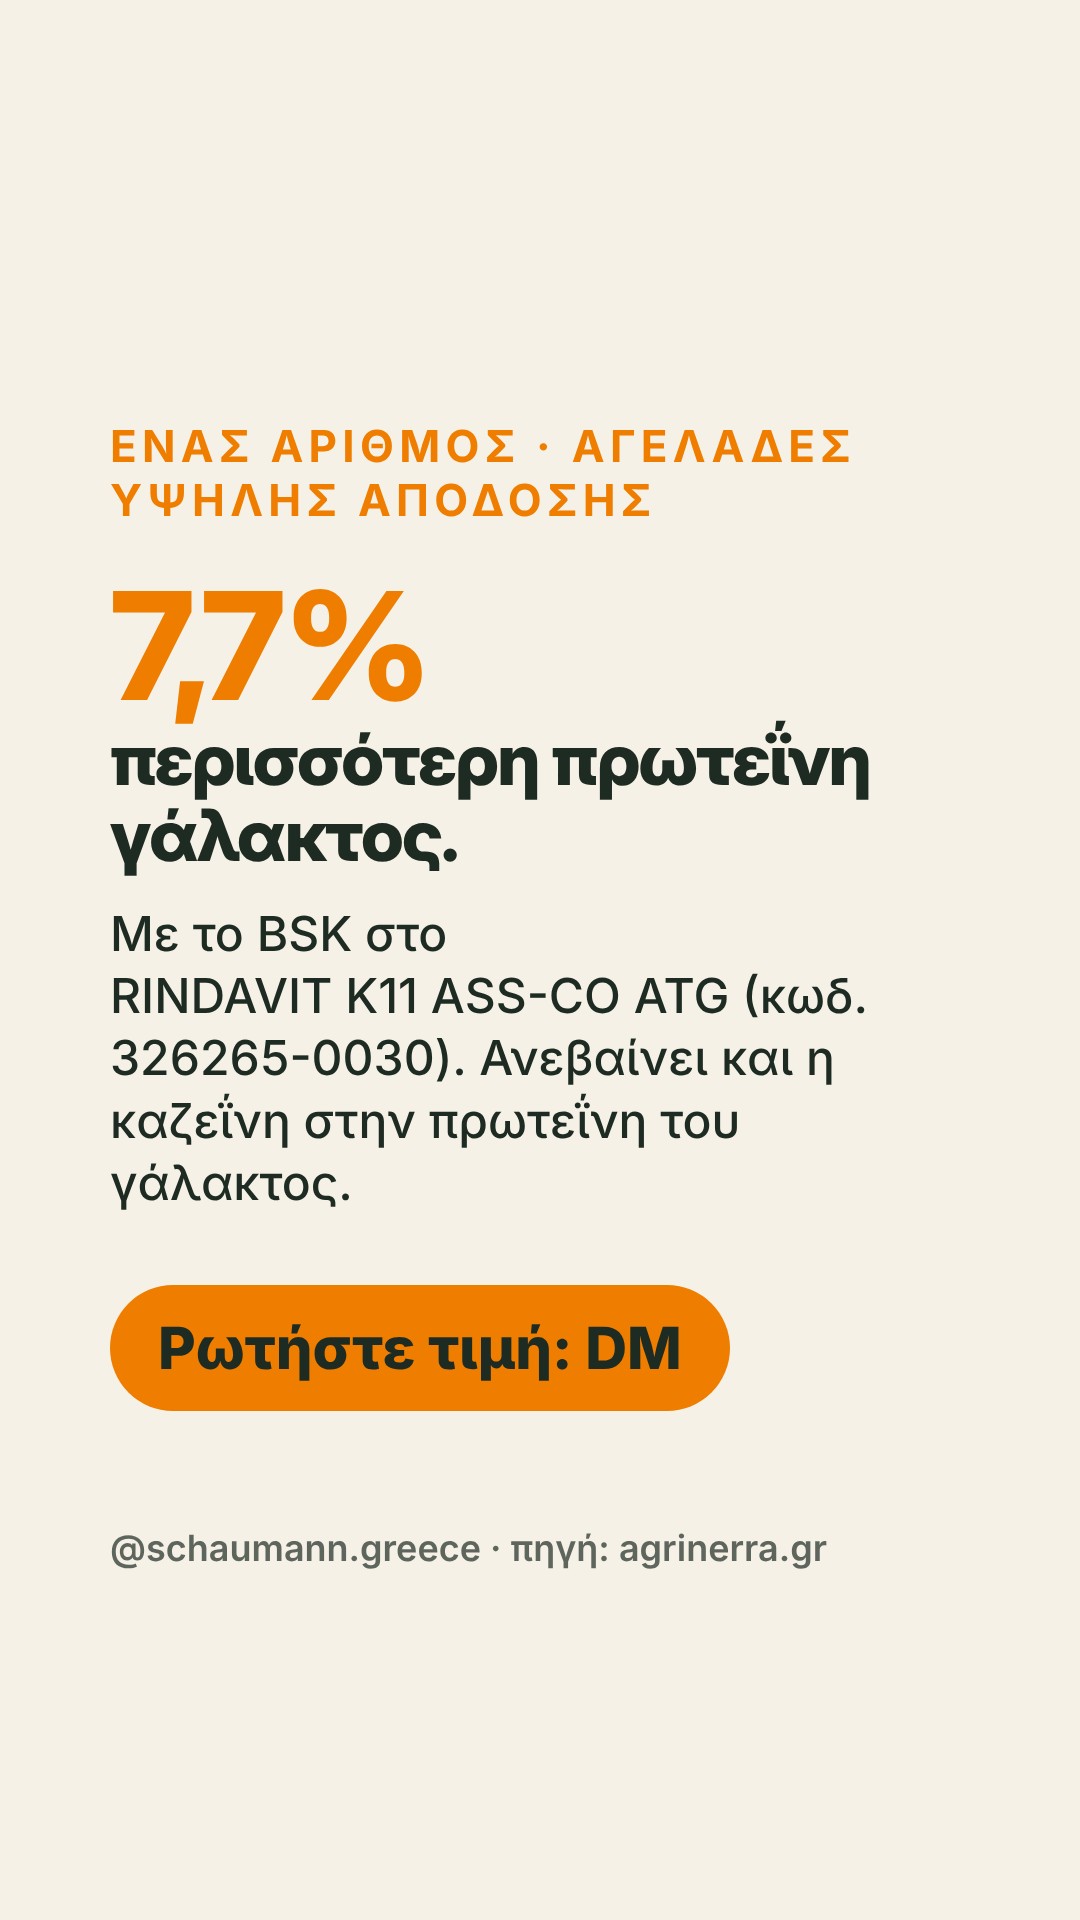 ΕΝΑΣ ΑΡΙΘΜΟΣ · ΑΓΕΛΑΔΕΣ
ΥΨΗΛΗΣ ΑΠΟΔΟΣΗΣ
7,7%
περισσότερη πρωτεΐνη
γάλακτος.
Με το BSK στο
RINDAVIT K11 ASS-CO ATG (κωδ.
326265-0030). Ανεβαίνει και η
καζεΐνη στην πρωτεΐνη του
γάλακτος.
Ρωτήστε τιμή: DM
@schaumann.greece · πηγή: agrinerra.gr